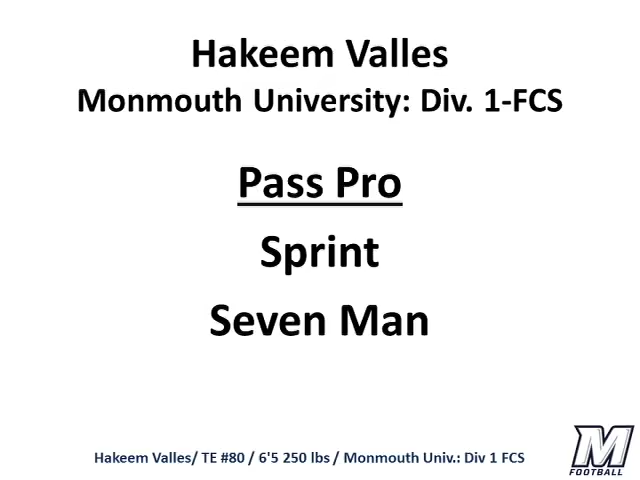 Hakeem Valles
Monmouth University: Div. 1-FCS
Pass Pro
Sprint
Seven Man
Hakeem Valles/ TE #80 / 6'5 250 lbs / Monmouth Univ.: Div 1 FCS
M
FOOTBALL